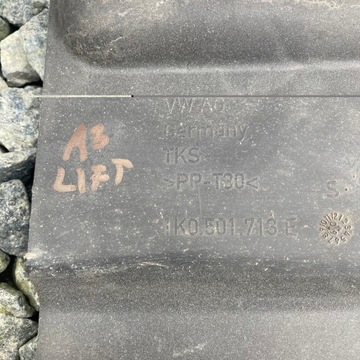 A3
LIFT
VW AG
Germany
TKS
>PP-T30<
1K0.501.713.E
S.